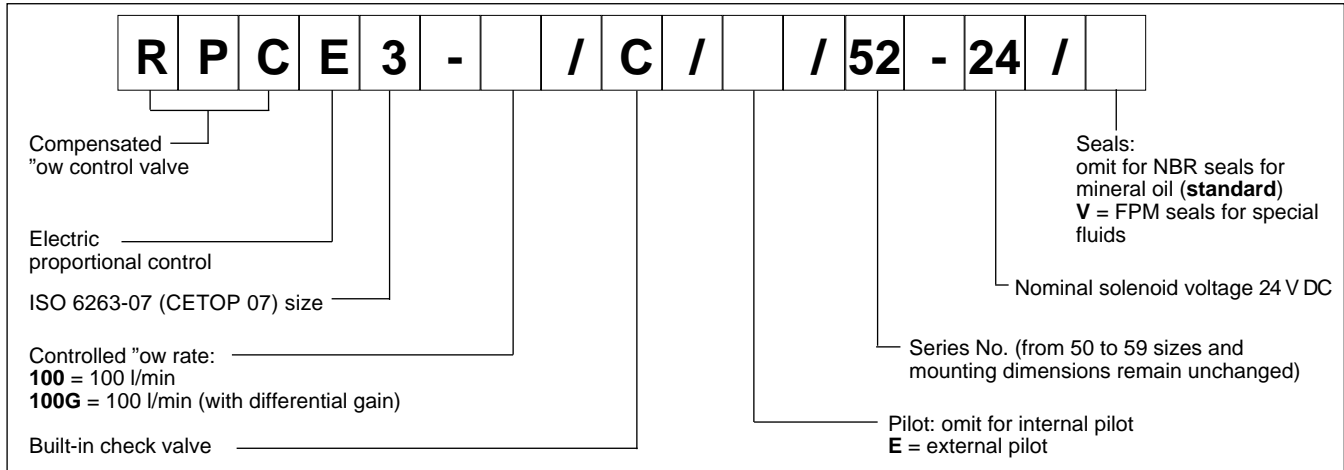 RPCE3-  / C /  / 52 - 24 /
Compensated
”ow control valve
Electric
proportional control
ISO 6263-07 (CETOP 07) size
Controlled ”ow rate:
100 = 100 l/min
100G = 100 l/min (with differential gain)
Built-in check valve
Seals:
omit for NBR seals for
mineral oil (standard)
V = FPM seals for special
fluids
Nominal solenoid voltage 24 V DC
Series No. (from 50 to 59 sizes and
mounting dimensions remain unchanged)
Pilot: omit for internal pilot
E = external pilot